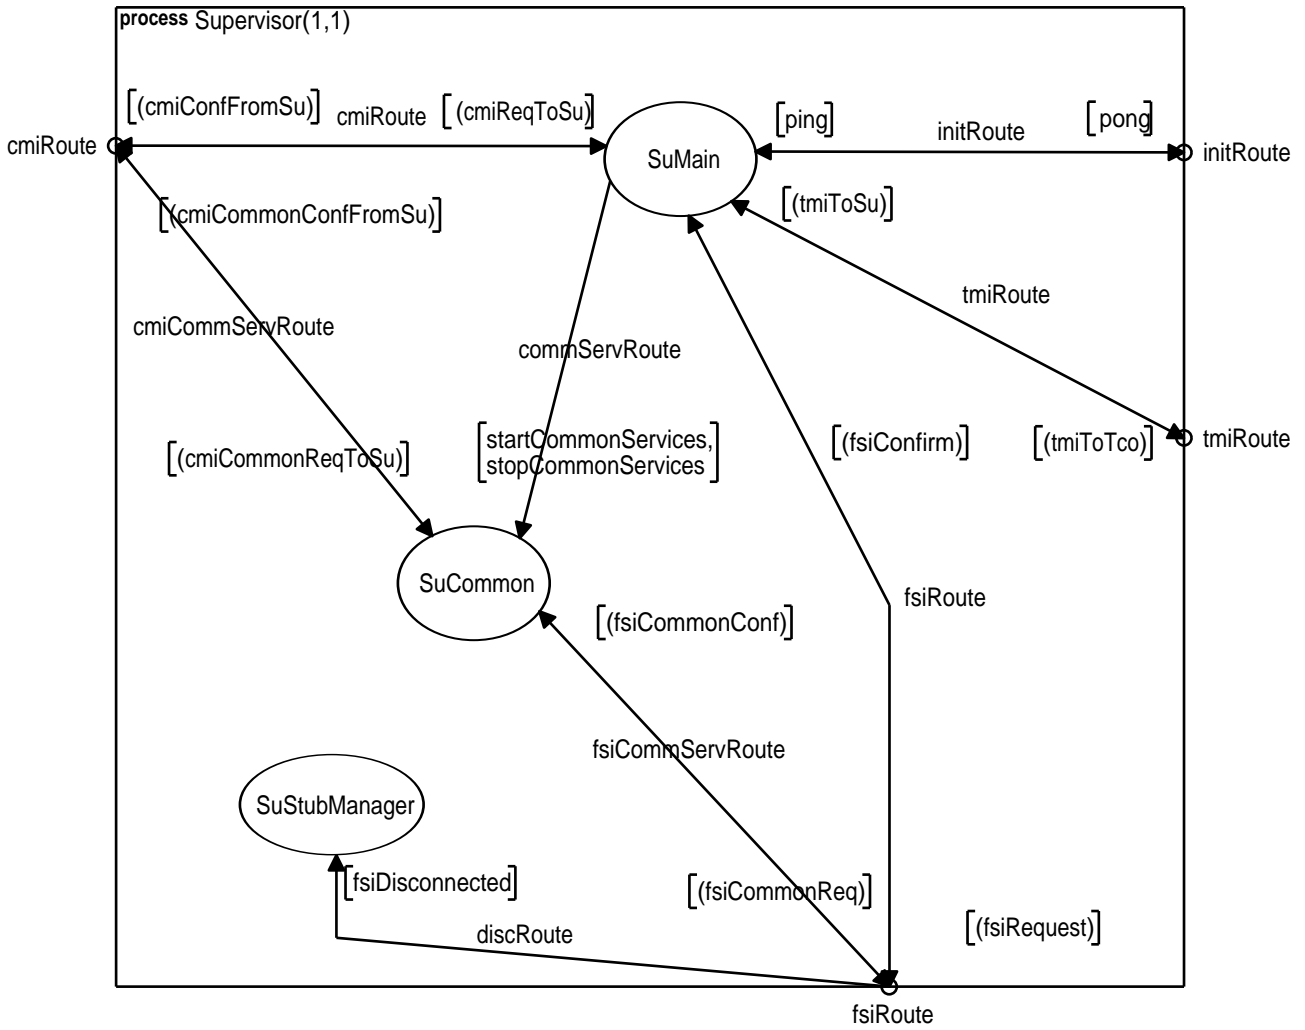 process Supervisor(1,1)
[(cmiConfFromSu)]
cmiRoute
[(cmiReqToSu)]
[ping]
initRoute
[pong]
cmiRoute
SuMain
initRoute
[(cmiCommonConfFromSu)]
[(tmiToSu)]
tmiRoute
cmiCommServRoute
commServRoute
[(cmiCommonReqToSu)]
[startCommonServices,
stopCommonServices]
[(fsiConfirm)]
[(tmiToTco)]
tmiRoute
SuCommon
fsiRoute
[(fsiCommonConf)]
fsiCommServRoute
SuStubManager
[fsiDisconnected]
[(fsiCommonReq)]
[(fsiRequest)]
discRoute
fsiRoute